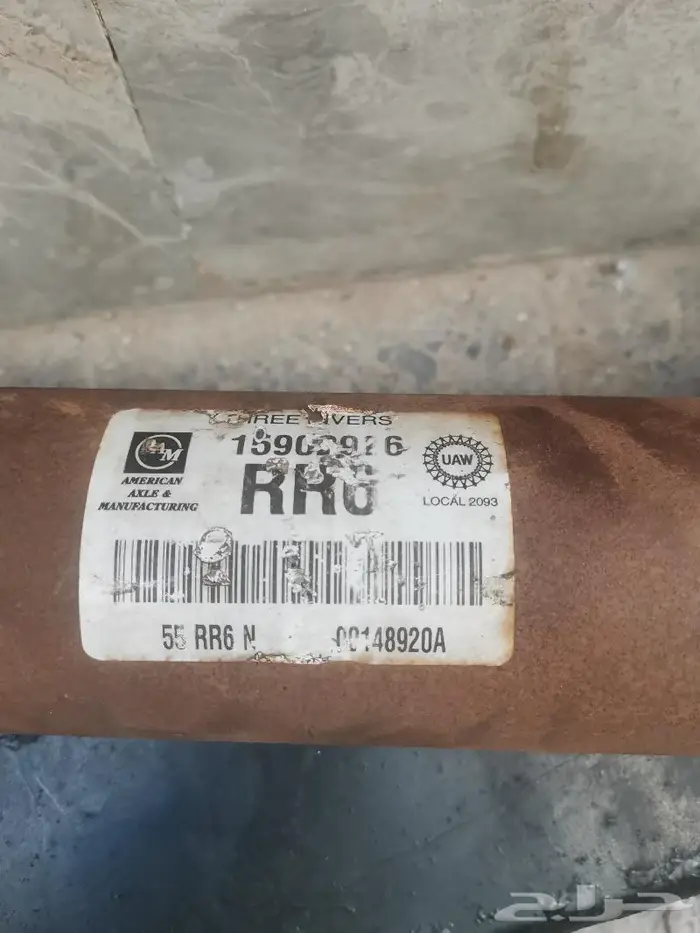 THREE RIVERS
AAM
AMERICAN
AXLE &
MANUFACTURING
RR6
UAW
LOCAL 2093
55 RR6 N
00148920A
حراج